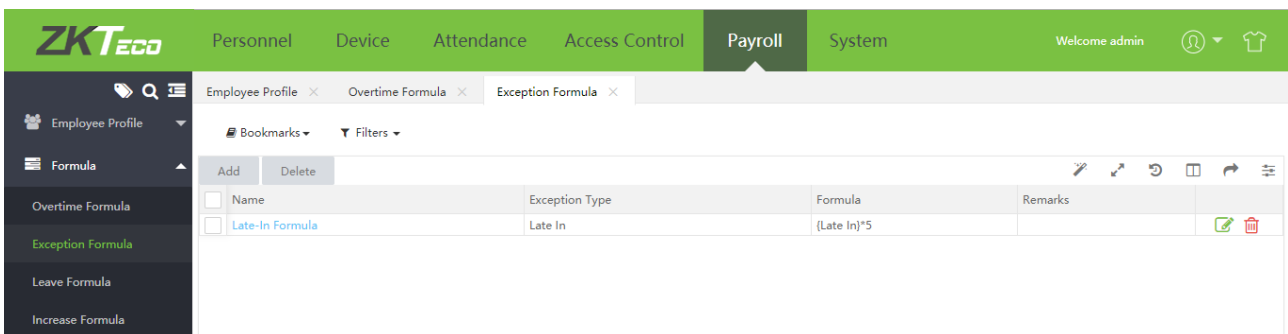 ZKTECO Personnel Device Attendance Access Control Payroll System Welcome admin
Employee Profile Overtime Formula Exception Formula
Employee Profile
Bookmarks Filters
Formula
Add Delete
Name Exception Type Formula Remarks
Overtime Formula
Late-In Formula Late In {Late In}*5
Exception Formula
Leave Formula
Increase Formula